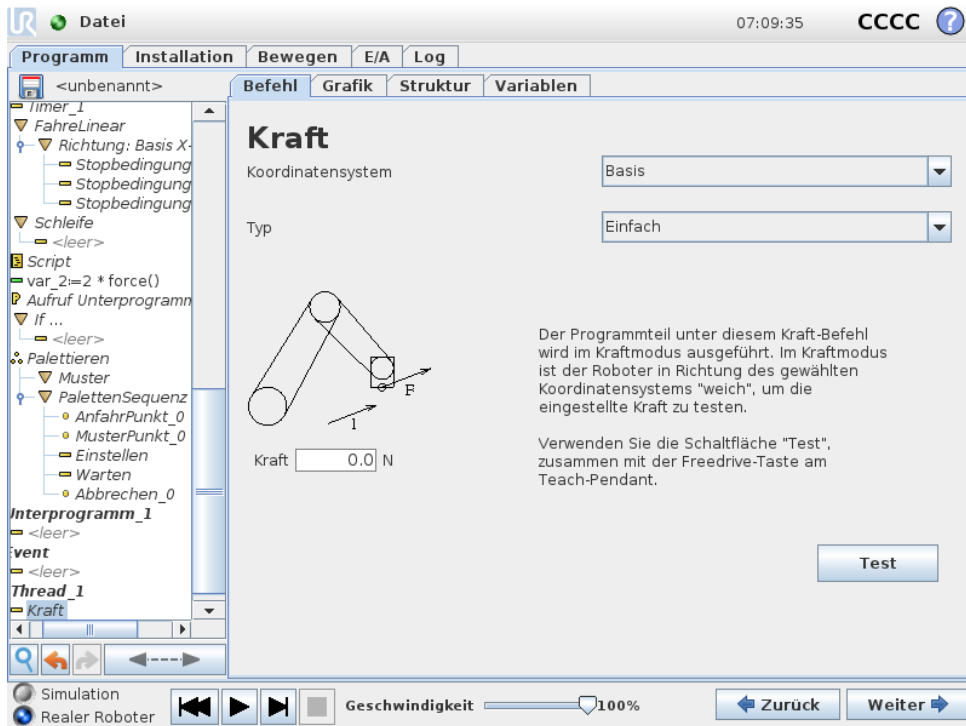 UR Datei 07:09:35 CCCC ?
Programm Installation Bewegen E/A Log
<unbenannt>
Befehl Grafik Struktur Variablen
Timer_1
FahreLinear
Richtung: Basis X-
Stopbedingung
Stopbedingung
Stopbedingung
Schleife
<leer>
Script
var_2:=2 * force()
P Aufruf Unterprogramm
If ...
<leer>
Palettieren
Muster
PalettenSequenz
AnfahrPunkt_0
MusterPunkt_0
Einstellen
Warten
Abbrechen_0
Unterprogramm_1
<leer>
Event
<leer>
Thread_1
Kraft
Kraft
Koordinatensystem Basis
Typ Einfach
F
1
Kraft 0.0 N
Der Programmteil unter diesem Kraft-Befehl
wird im Kraftmodus ausgeführt. Im Kraftmodus
ist der Roboter in Richtung des gewählten
Koordinatensystems "weich", um die
eingestellte Kraft zu testen.
Verwenden Sie die Schaltfläche "Test",
zusammen mit der Freedrive-Taste am
Teach-Pendant.
Test
Simulation
Realer Roboter
Geschwindigkeit 100%
Zurück Weiter